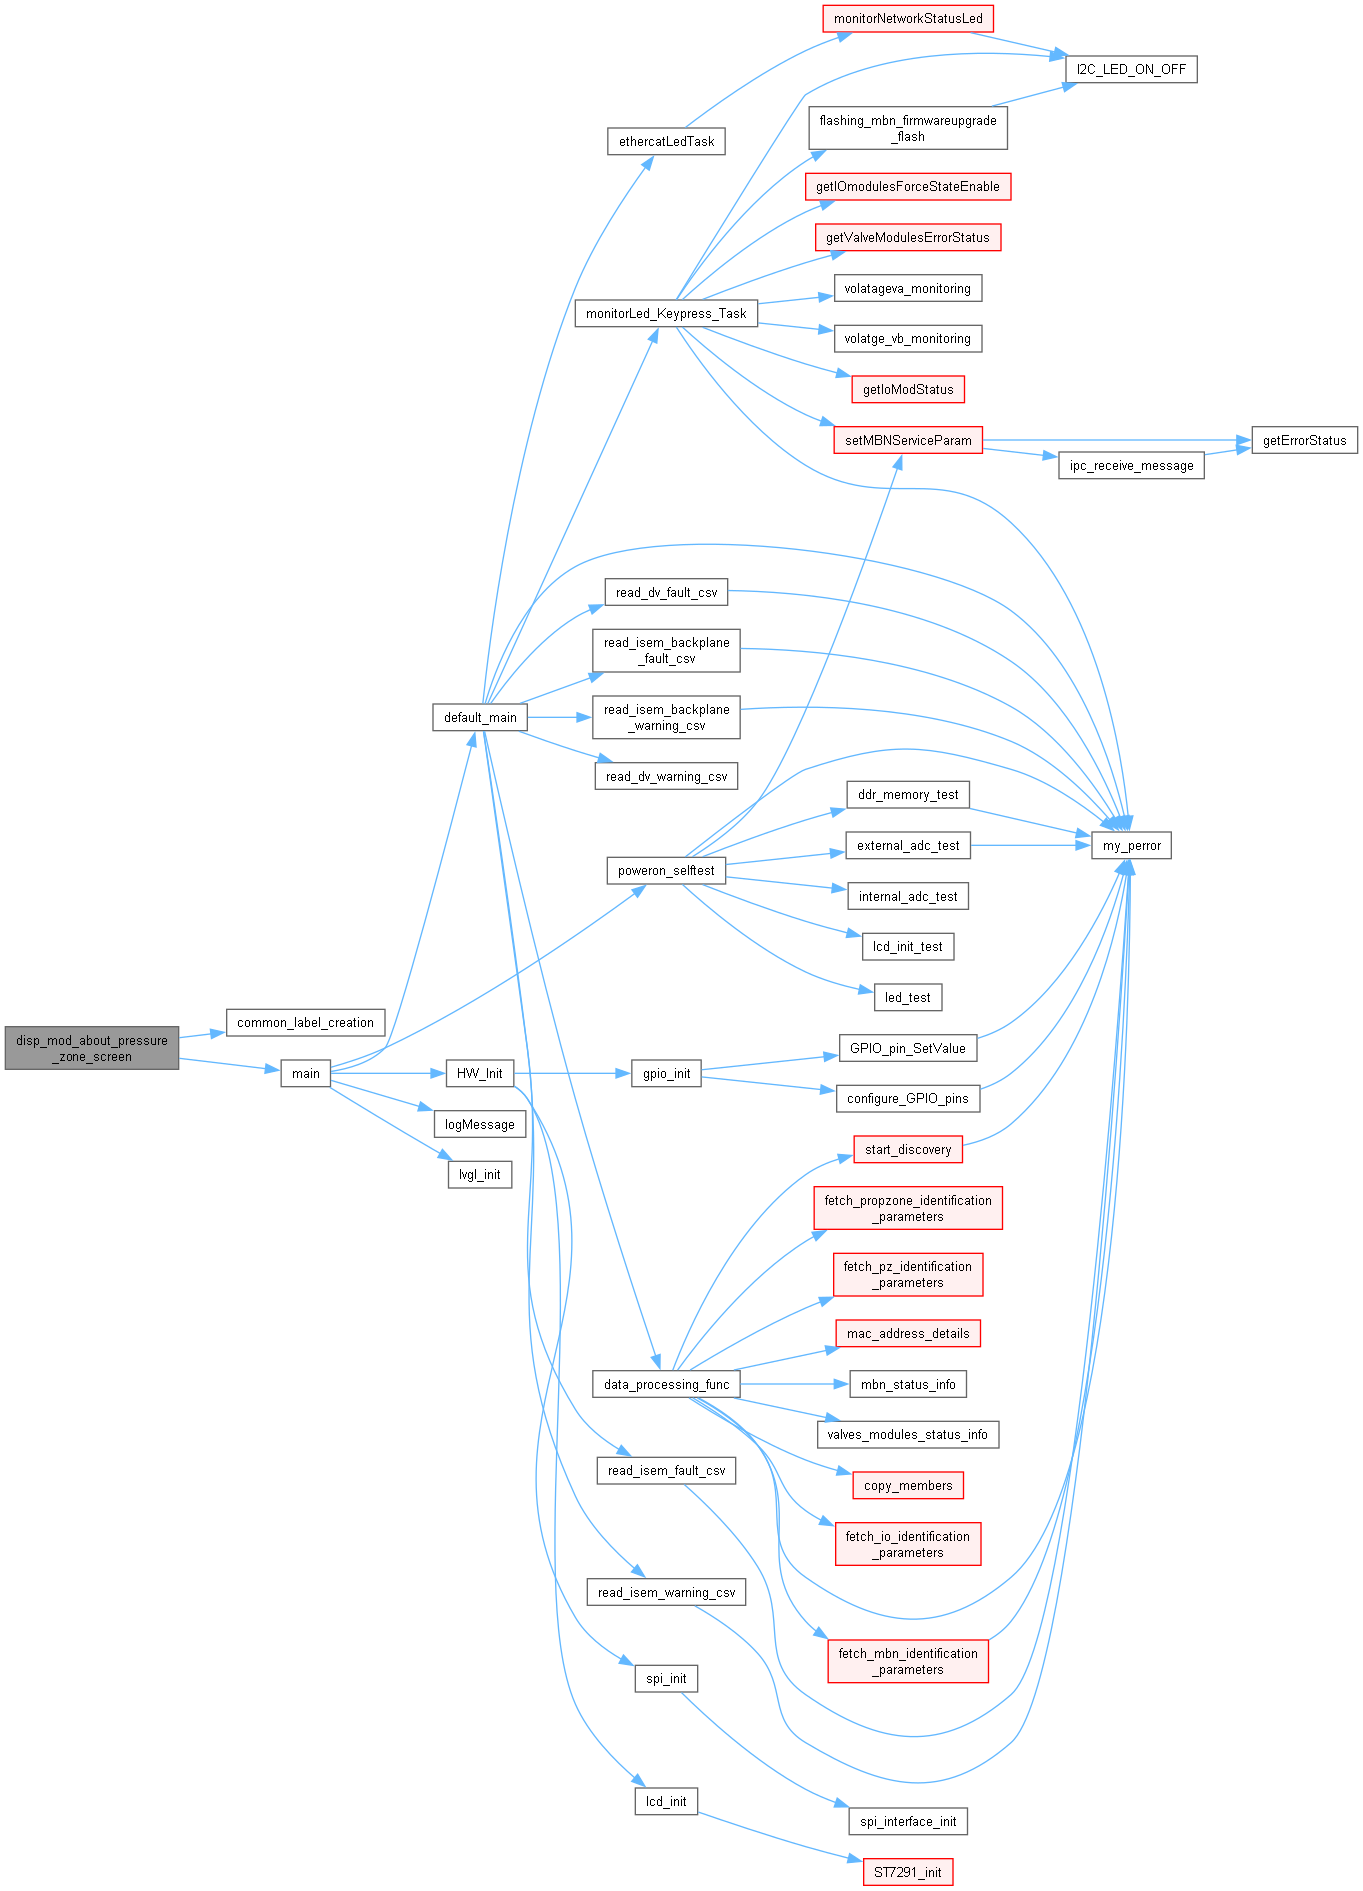 monitorNetworkStatusLed
I2C_LED_ON_OFF
flashing_mbn_firmwareupgrade
_flash
ethercatLedTask
getIOmodulesForceStateEnable
getValveModulesErrorStatus
volatageva_monitoring
monitorLed_Keypress_Task
volatge_vb_monitoring
getIoModStatus
setMBNServiceParam
getErrorStatus
ipc_receive_message
read_dv_fault_csv
read_isem_backplane
_fault_csv
default_main
read_isem_backplane
_warning_csv
read_dv_warning_csv
ddr_memory_test
external_adc_test
my_perror
poweron_selftest
internal_adc_test
lcd_init_test
led_test
common_label_creation
disp_mod_about_pressure
_zone_screen
GPIO_pin_SetValue
main
HW_Init
gpio_init
configure_GPIO_pins
logMessage
start_discovery
lvgl_init
fetch_propzone_identification
_parameters
fetch_pz_identification
_parameters
mac_address_details
data_processing_func
mbn_status_info
valves_modules_status_info
read_isem_fault_csv
copy_members
fetch_io_identification
_parameters
read_isem_warning_csv
fetch_mbn_identification
_parameters
spi_init
lcd_init
spi_interface_init
ST7291_init